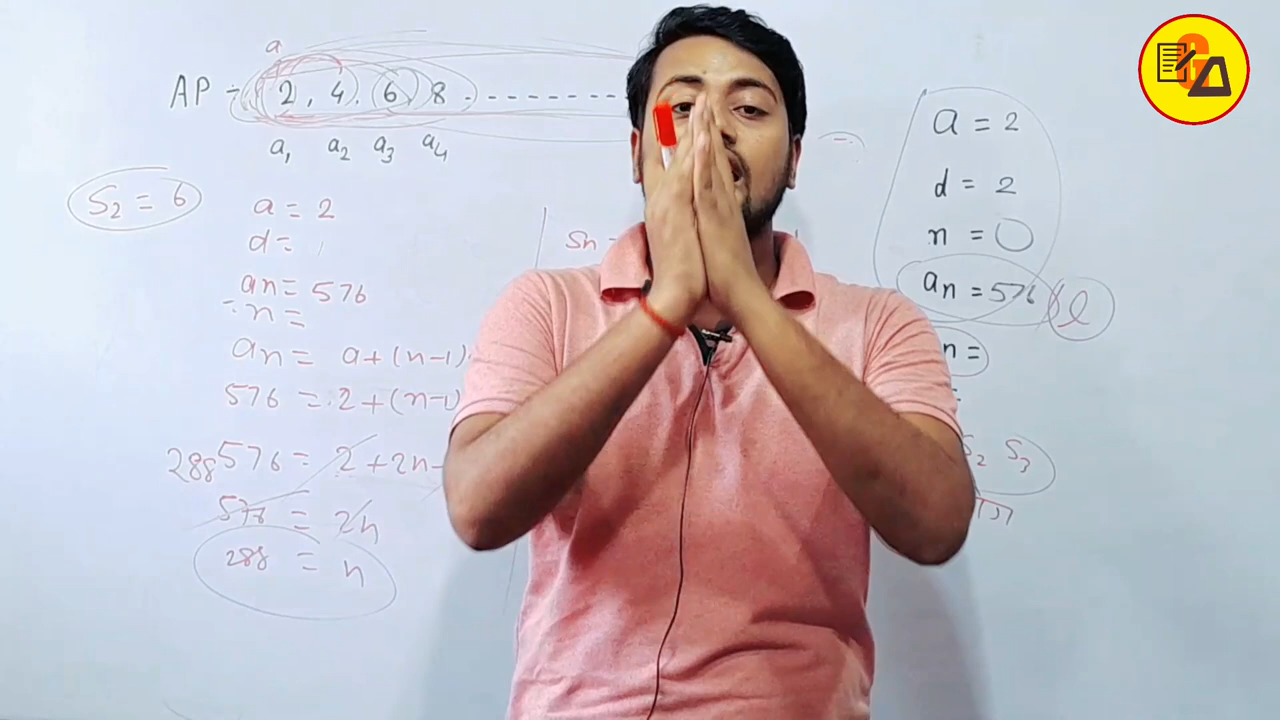 a
AP ÷ 2, 4. 6, 8 . - - - - - - - -
a₁ a₂ a₃ a₄
S₂ = 6
a = 2
d =
an = 576
n =
an = a + (n-1)
576 = 2 + (n-1)
288 576 = 2 + 2n-
576 = 2n
288 = n
Sn
a = 2
d = 2
n =
an = 576 l
n =
S₂ S₃